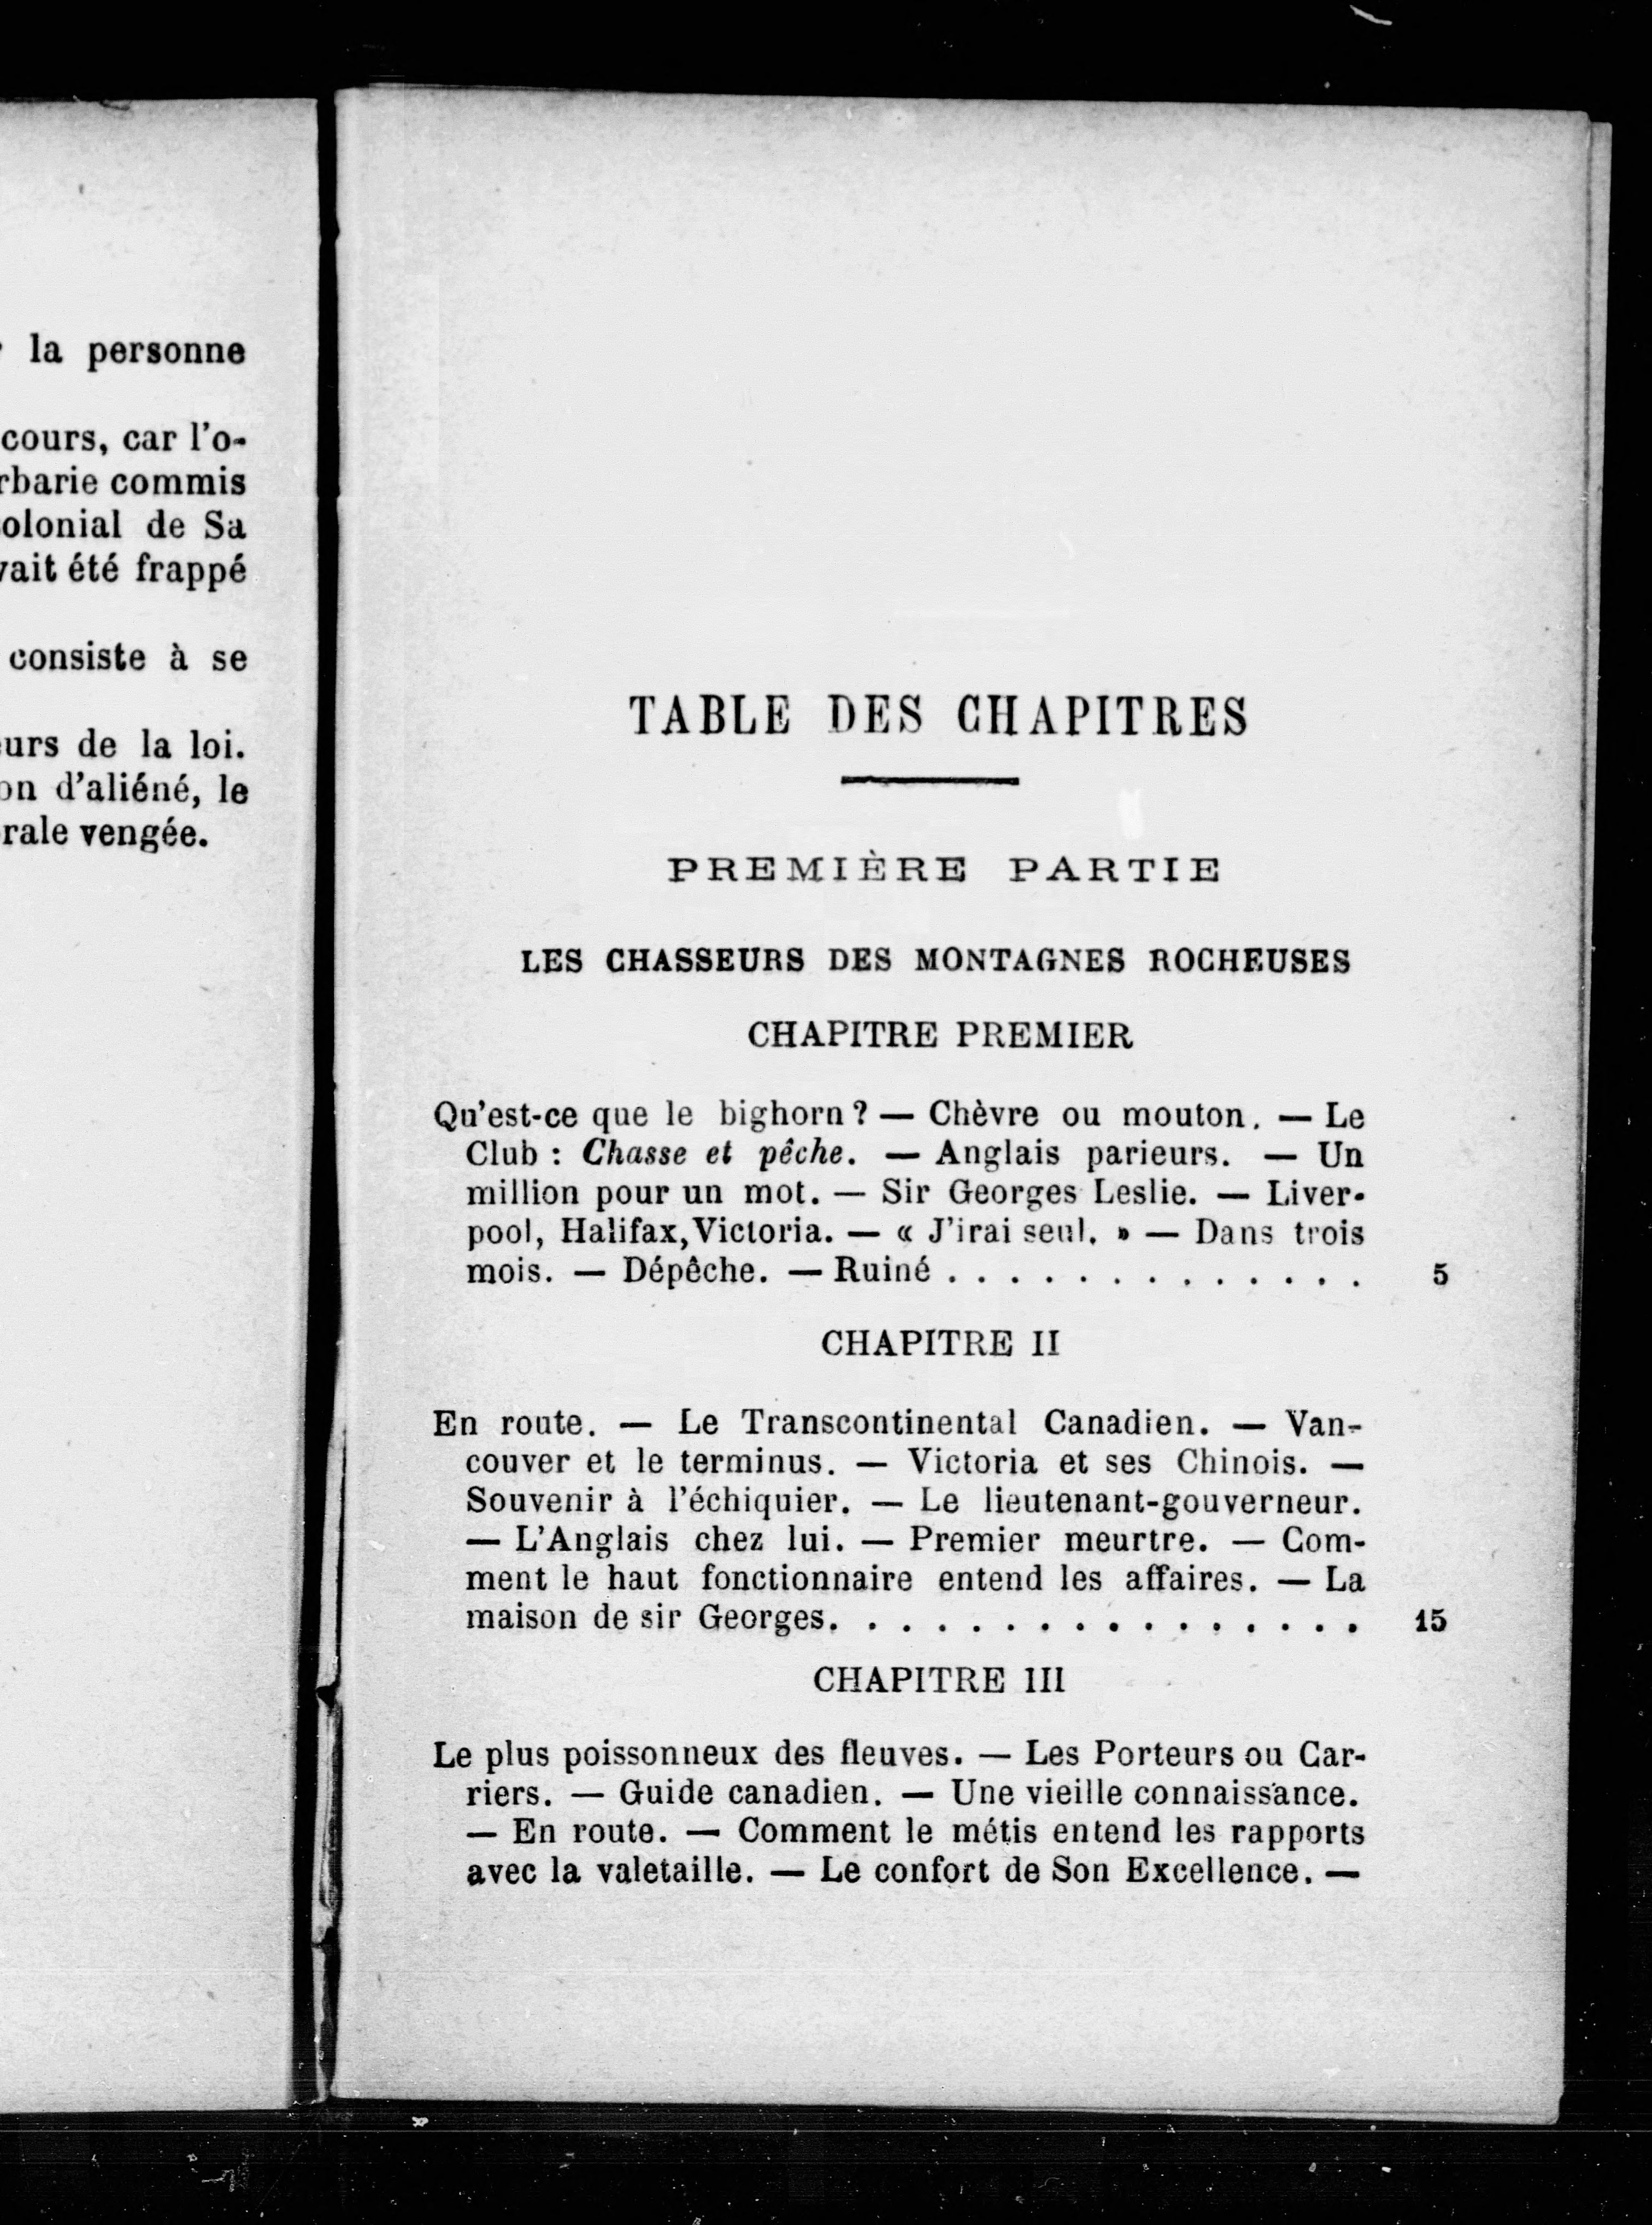 la personne
cours, car l'o-
rbarie commis
olonial de Sa
vait été frappé
consiste à se
urs de la loi.
on d'aliéné, le
rale vengée.
TABLE DES CHAPITRES
PREMIÈRE PARTIE
LES CHASSEURS DES MONTAGNES ROCHEUSES
CHAPITRE PREMIER
Qu'est-ce que le bighorn ? — Chèvre ou mouton. — Le
Club : Chasse et pêche. — Anglais parieurs. — Un
million pour un mot. — Sir Georges Leslie. — Liver-
pool, Halifax, Victoria. — « J'irai seul. » — Dans trois
mois. — Dépêche. — Ruiné . . . . . . . . . . . . . 5
CHAPITRE II
En route. — Le Transcontinental Canadien. — Van-
couver et le terminus. — Victoria et ses Chinois. —
Souvenir à l'échiquier. — Le lieutenant-gouverneur.
— L'Anglais chez lui. — Premier meurtre. — Com-
ment le haut fonctionnaire entend les affaires. — La
maison de sir Georges. . . . . . . . . . . . . . . . 15
CHAPITRE III
Le plus poissonneux des fleuves. — Les Porteurs ou Car-
riers. — Guide canadien. — Une vieille connaissance.
— En route. — Comment le métis entend les rapports
avec la valetaille. — Le confort de Son Excellence. —